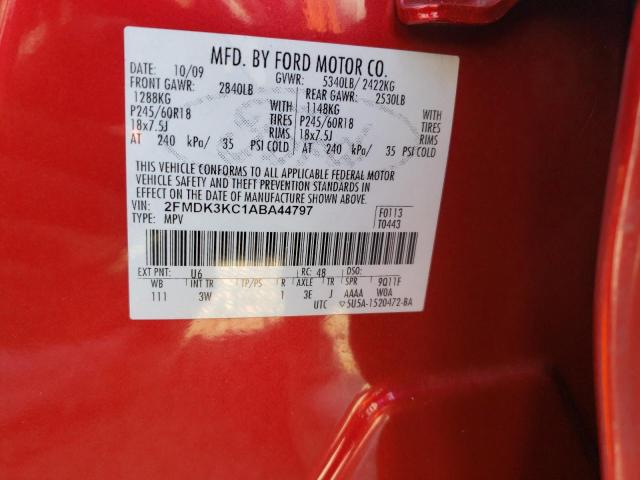 MFD. BY FORD MOTOR CO.
DATE: 10/09 GVWR: 5340LB/ 2422KG
FRONT GAWR: 2840LB REAR GAWR: 2530LB
1288KG 1148KG
P245/60R18 TIRES P245/60R18 TIRES
18x7.5J RIMS 18x7.5J RIMS
AT 240 kPa/ 35 PSI COLD AT 240 kPa/ 35 PSI COLD
THIS VEHICLE CONFORMS TO ALL APPLICABLE FEDERAL MOTOR
VEHICLE SAFETY AND THEFT PREVENTION STANDARDS IN
EFFECT ON THE DATE OF MANUFACTURE SHOWN ABOVE.
VIN: 2FMDK3KC1ABA44797 F0113
TYPE: MPV T0443
EXT PNT: U6 RC: 48 DSO:
WB INT TR TP/PS R AXLE TR SPR 9Q11F
111 3W 1 3E J AAAA W0A
UTC 5U5A-1520472-BA